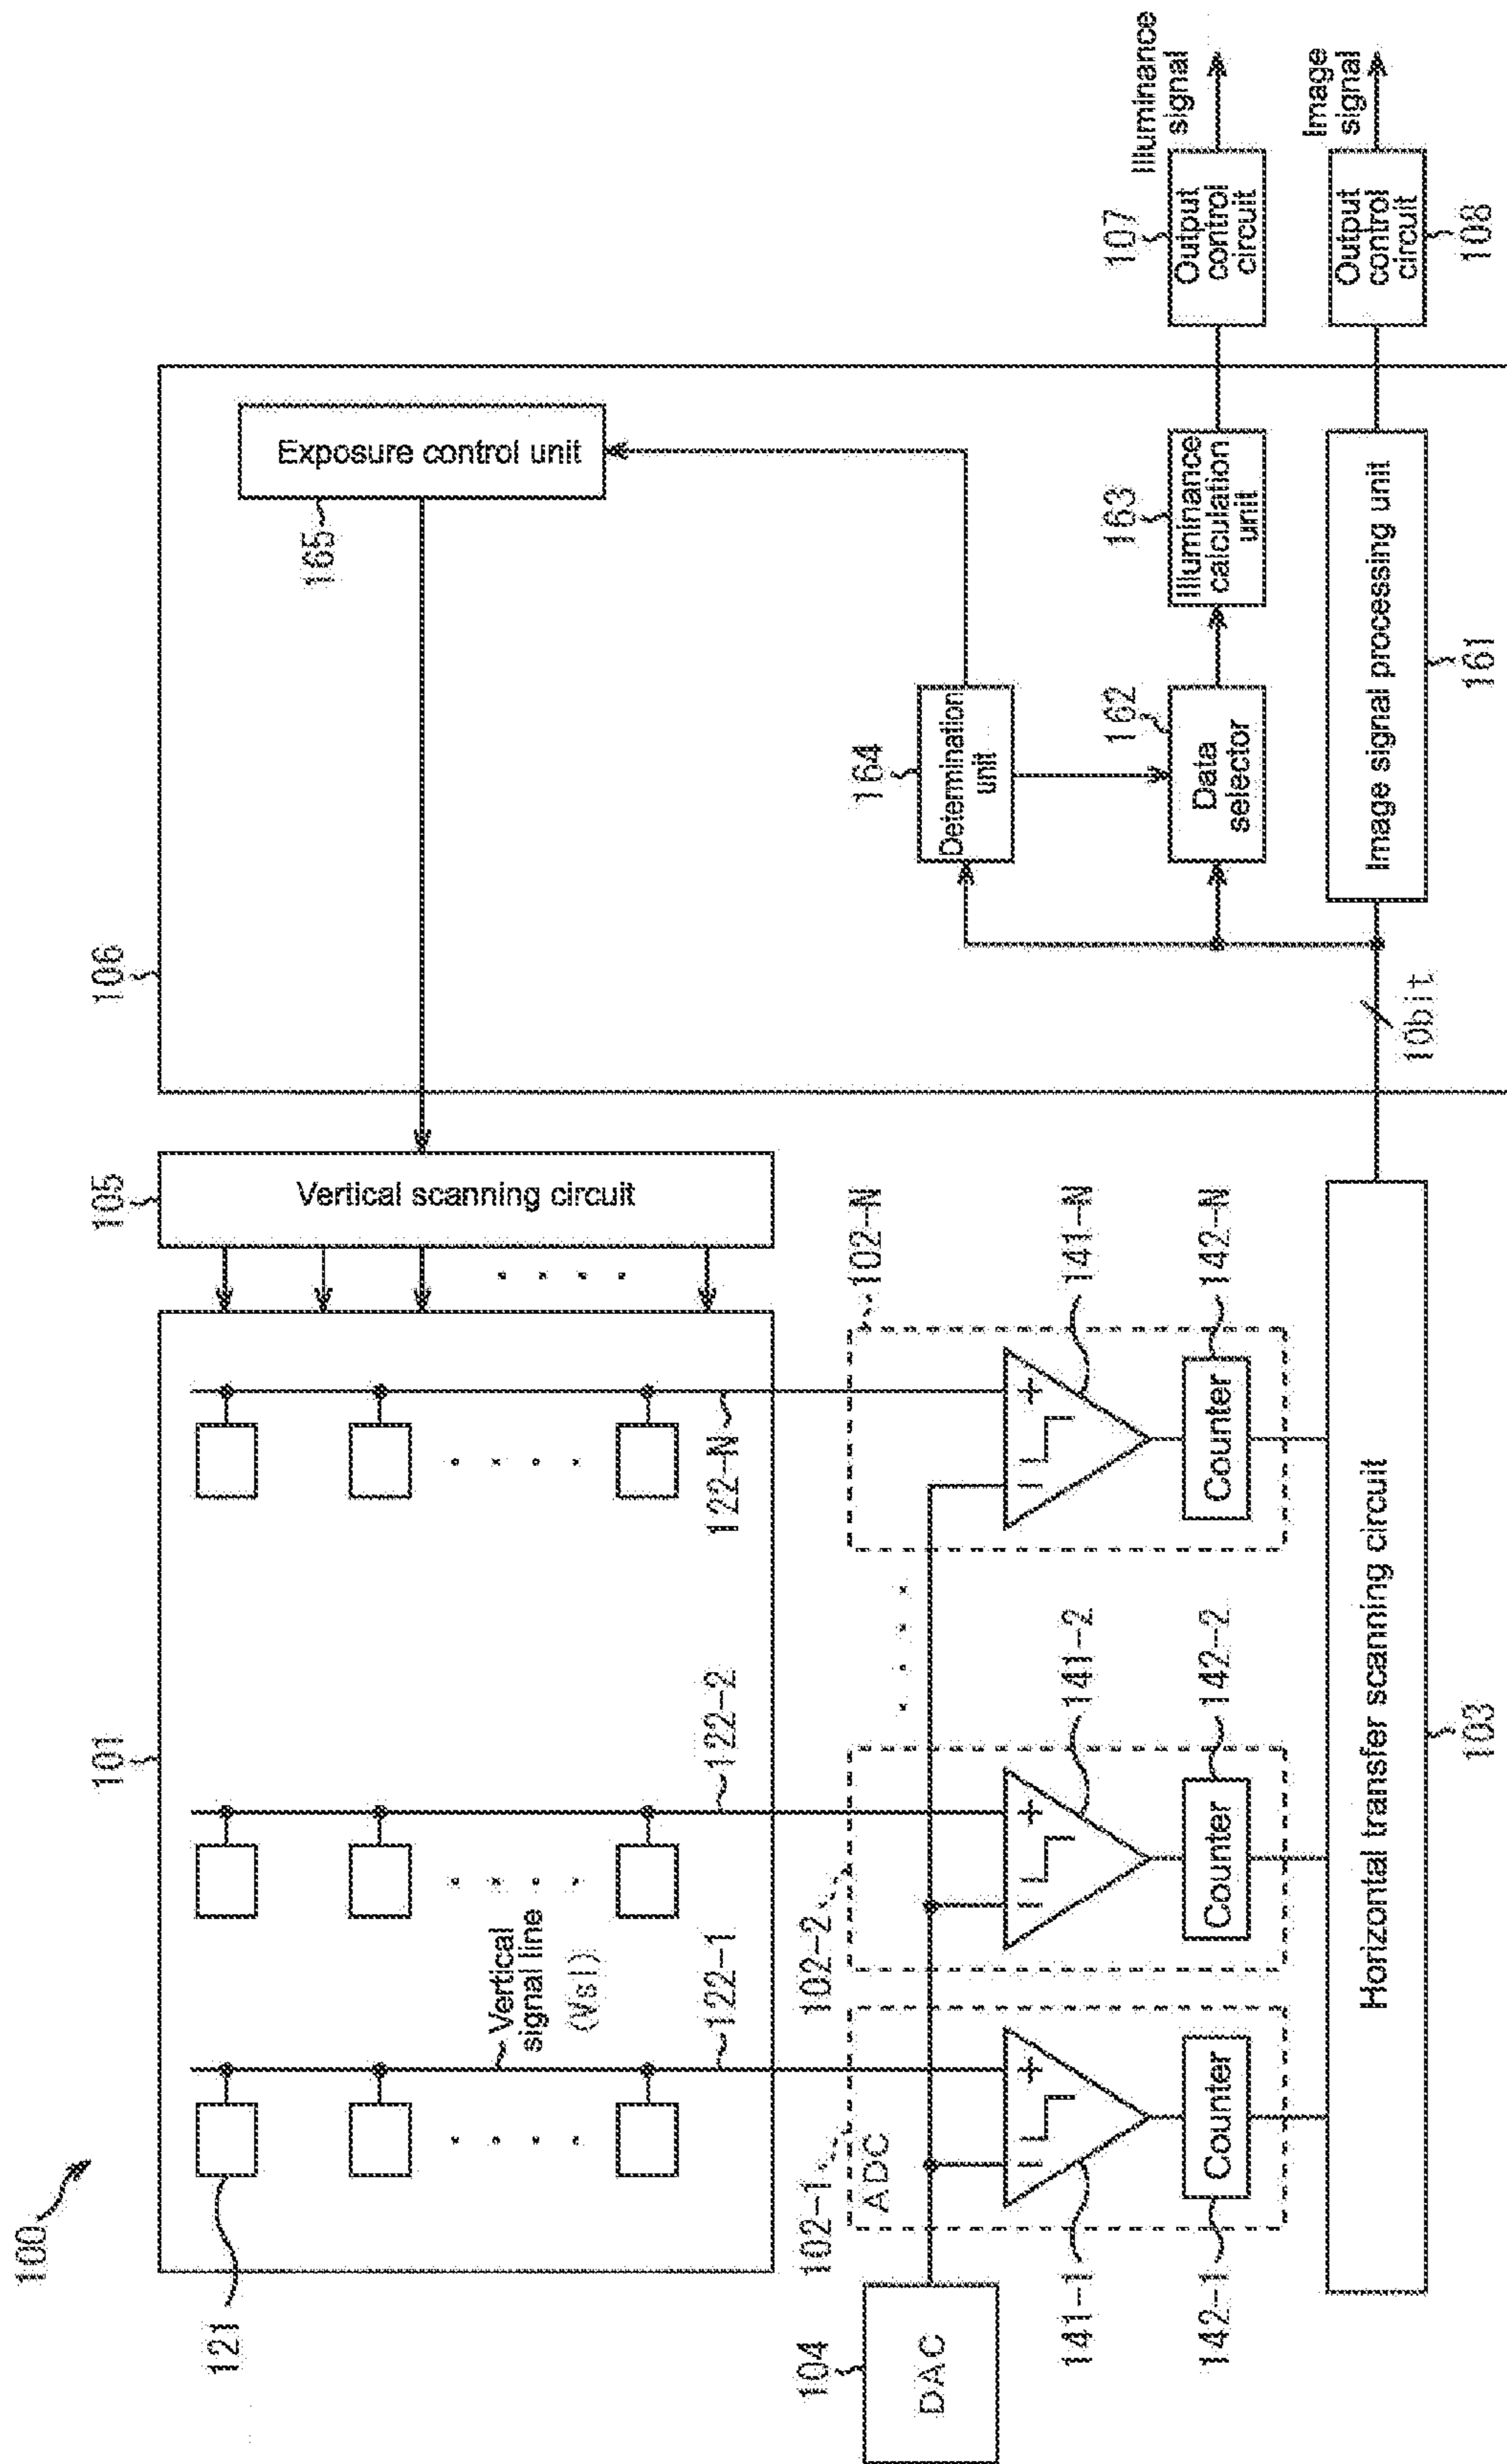 100
101
121
Vertical
signal line
(Vsl)
122-1
122-2
122-N
105
Vertical scanning circuit
106
165
Exposure control unit
104
DAC
102-1
ADC
102-2
102-N
− +
− +
− +
141-1
141-2
141-N
Counter
Counter
Counter
142-1
142-2
142-N
Horizontal transfer scanning circuit
103
10bit
164
Determination
unit
162
Data
selector
163
Illuminance
calculation
unit
Image signal processing unit
161
107
Output
control
circuit
Illuminance
signal
Output
control
circuit
108
Image
signal